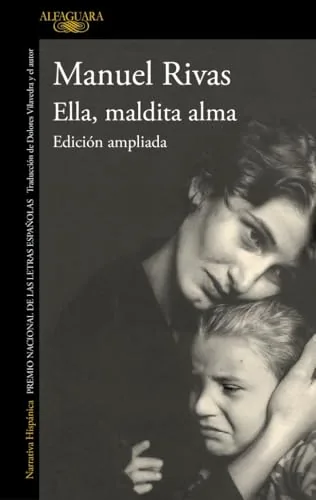 ALFAGUARA
Manuel Rivas
Ella, maldita alma
Edición ampliada
Narrativa Hispánica PREMIO NACIONAL DE LAS LETRAS ESPAÑOLAS Traducción de Dolores Vilavedra y el autor